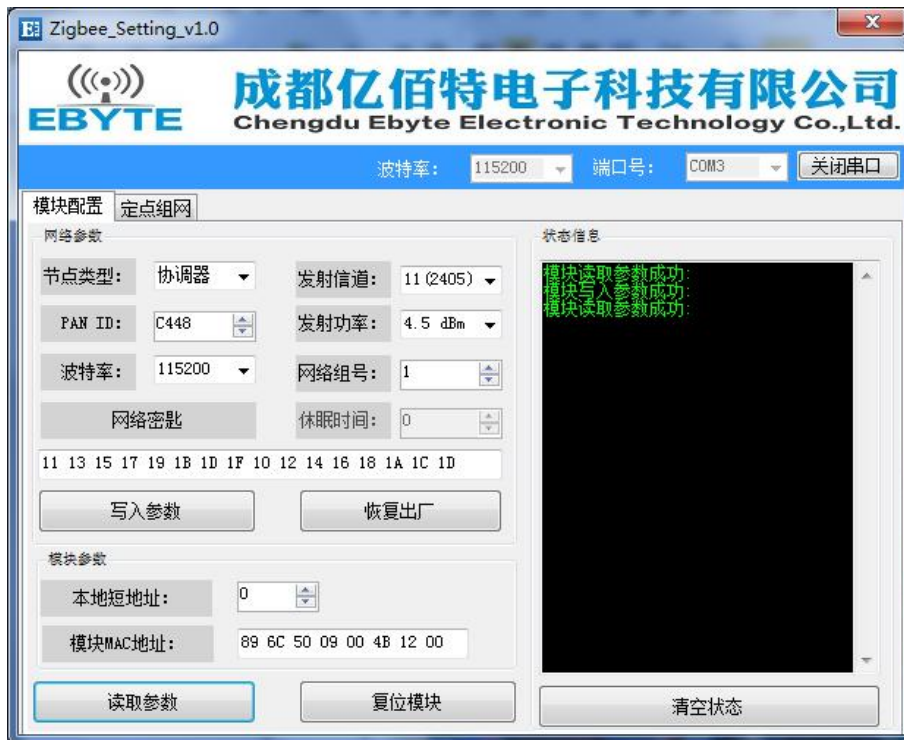 Zigbee_Setting_v1.0
EBYTE
成都亿佰特电子科技有限公司
Chengdu Ebyte Electronic Technology Co.,Ltd.
波特率： 115200 端口号： COM3 关闭串口
模块配置 定点组网
网络参数
节点类型： 协调器 发射信道： 11(2405)
PAN ID： C448 发射功率： 4.5 dBm
波特率： 115200 网络组号： 1
网络密匙 休眠时间： 0
11 13 15 17 19 1B 1D 1F 10 12 14 16 18 1A 1C 1D
写入参数 恢复出厂
模块参数
本地短地址： 0
模块MAC地址： 89 6C 50 09 00 4B 12 00
读取参数 复位模块
状态信息
模块读取参数成功:
模块写入参数成功:
模块读取参数成功:
清空状态